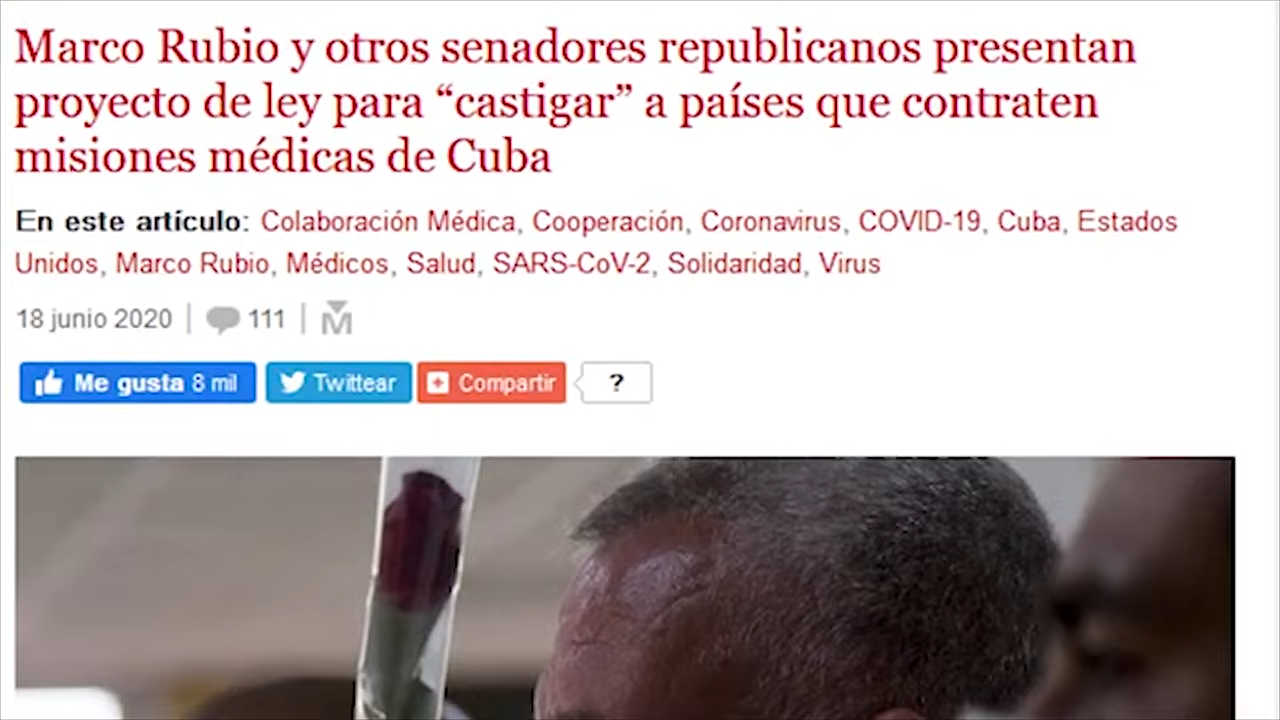 Marco Rubio y otros senadores republicanos presentan
proyecto de ley para “castigar” a países que contraten
misiones médicas de Cuba
En este artículo: Colaboración Médica, Cooperación, Coronavirus, COVID-19, Cuba, Estados
Unidos, Marco Rubio, Médicos, Salud, SARS-CoV-2, Solidaridad, Virus
18 junio 2020 | 111 |
Me gusta 8 mil Twittear Compartir ?